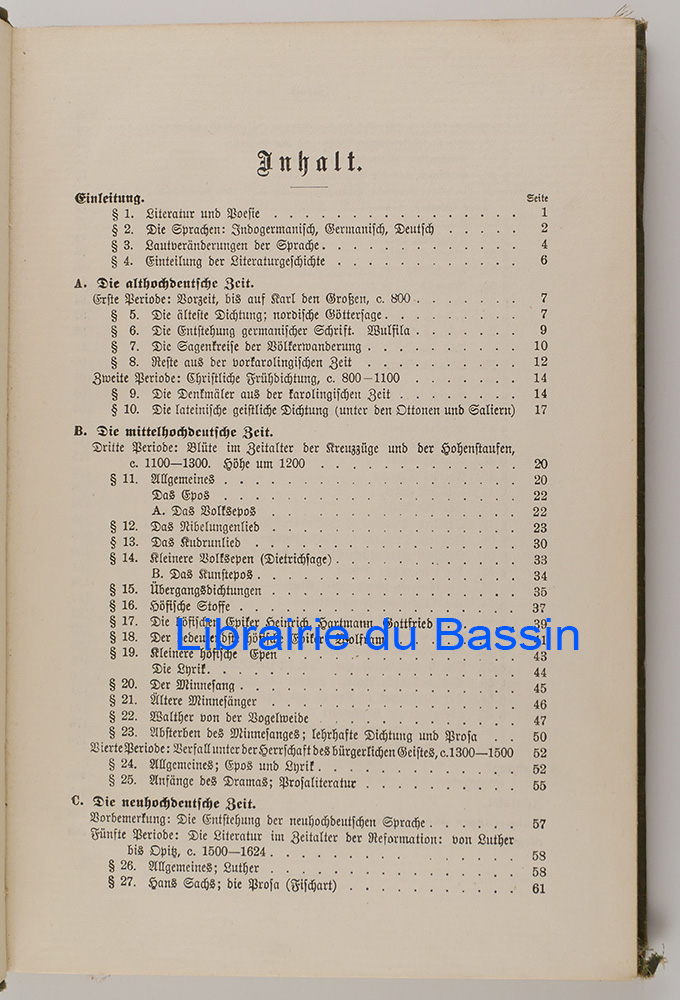 Inhalt.
Einleitung. Seite
§ 1. Literatur und Poesie . . . . . . . . . . . . . . . . 1
§ 2. Die Sprachen: Indogermanisch, Germanisch, Deutsch . . . . . 2
§ 3. Lautveränderungen der Sprache . . . . . . . . . . . . . 4
§ 4. Einteilung der Literaturgeschichte . . . . . . . . . . . . 6
A. Die althochdeutsche Zeit.
Erste Periode: Vorzeit, bis auf Karl den Großen, c. 800 . . . . . . . 7
§ 5. Die älteste Dichtung; nordische Göttersage . . . . . . . . . 7
§ 6. Die Entstehung germanischer Schrift. Wulfila . . . . . . . 9
§ 7. Die Sagenkreise der Völkerwanderung . . . . . . . . . . 10
§ 8. Reste aus der vorkarolingischen Zeit . . . . . . . . . . 12
Zweite Periode: Christliche Frühdichtung, c. 800–1100 . . . . . . . 14
§ 9. Die Denkmäler aus der karolingischen Zeit . . . . . . . . 14
§ 10. Die lateinische geistliche Dichtung (unter den Ottonen und Saliern) 17
B. Die mittelhochdeutsche Zeit.
Dritte Periode: Blüte im Zeitalter der Kreuzzüge und der Hohenstaufen,
c. 1100—1300. Höhe um 1200 . . . . . . . . . . . . . 20
§ 11. Allgemeines . . . . . . . . . . . . . . . . . . . 20
Das Epos . . . . . . . . . . . . . . . . . . . 22
A. Das Volksepos . . . . . . . . . . . . . . . . 22
§ 12. Das Nibelungenlied . . . . . . . . . . . . . . . . 23
§ 13. Das Kudrunlied . . . . . . . . . . . . . . . . . 30
§ 14. Kleinere Volksepen (Dietrichsage) . . . . . . . . . . . . 33
B. Das Kunstepos . . . . . . . . . . . . . . . . 34
§ 15. Übergangsdichtungen . . . . . . . . . . . . . . . . 35
§ 16. Höfische Stoffe . . . . . . . . . . . . . . . . . . 37
§ 17. Die höfischen Epiker Heinrich, Hartmann, Gottfried . . . . . 39
§ 18. Der bedeutendste höfische Epiker Wolfram . . . . . . . . 41
Librairie du Bassin
§ 19. Kleinere höfische Epen . . . . . . . . . . . . . . . 43
Die Lyrik . . . . . . . . . . . . . . . . . . . 44
§ 20. Der Minnesang . . . . . . . . . . . . . . . . . . 45
§ 21. Ältere Minnesänger . . . . . . . . . . . . . . . . 46
§ 22. Walther von der Vogelweide . . . . . . . . . . . . . 47
§ 23. Absterben des Minnesanges; lehrhafte Dichtung und Prosa . . 50
Vierte Periode: Verfall unter der Herrschaft des bürgerlichen Geistes, c. 1300—1500 52
§ 24. Allgemeines; Epos und Lyrik . . . . . . . . . . . . . 52
§ 25. Anfänge des Dramas; Prosaliteratur . . . . . . . . . . . 55
C. Die neuhochdeutsche Zeit.
Vorbemerkung: Die Entstehung der neuhochdeutschen Sprache . . . . . . 57
Fünfte Periode: Die Literatur im Zeitalter der Reformation: von Luther
bis Opitz, c. 1500—1624 . . . . . . . . . . . . . . . . 58
§ 26. Allgemeines; Luther . . . . . . . . . . . . . . . . 58
§ 27. Hans Sachs; die Prosa (Fischart) . . . . . . . . . . . . 61